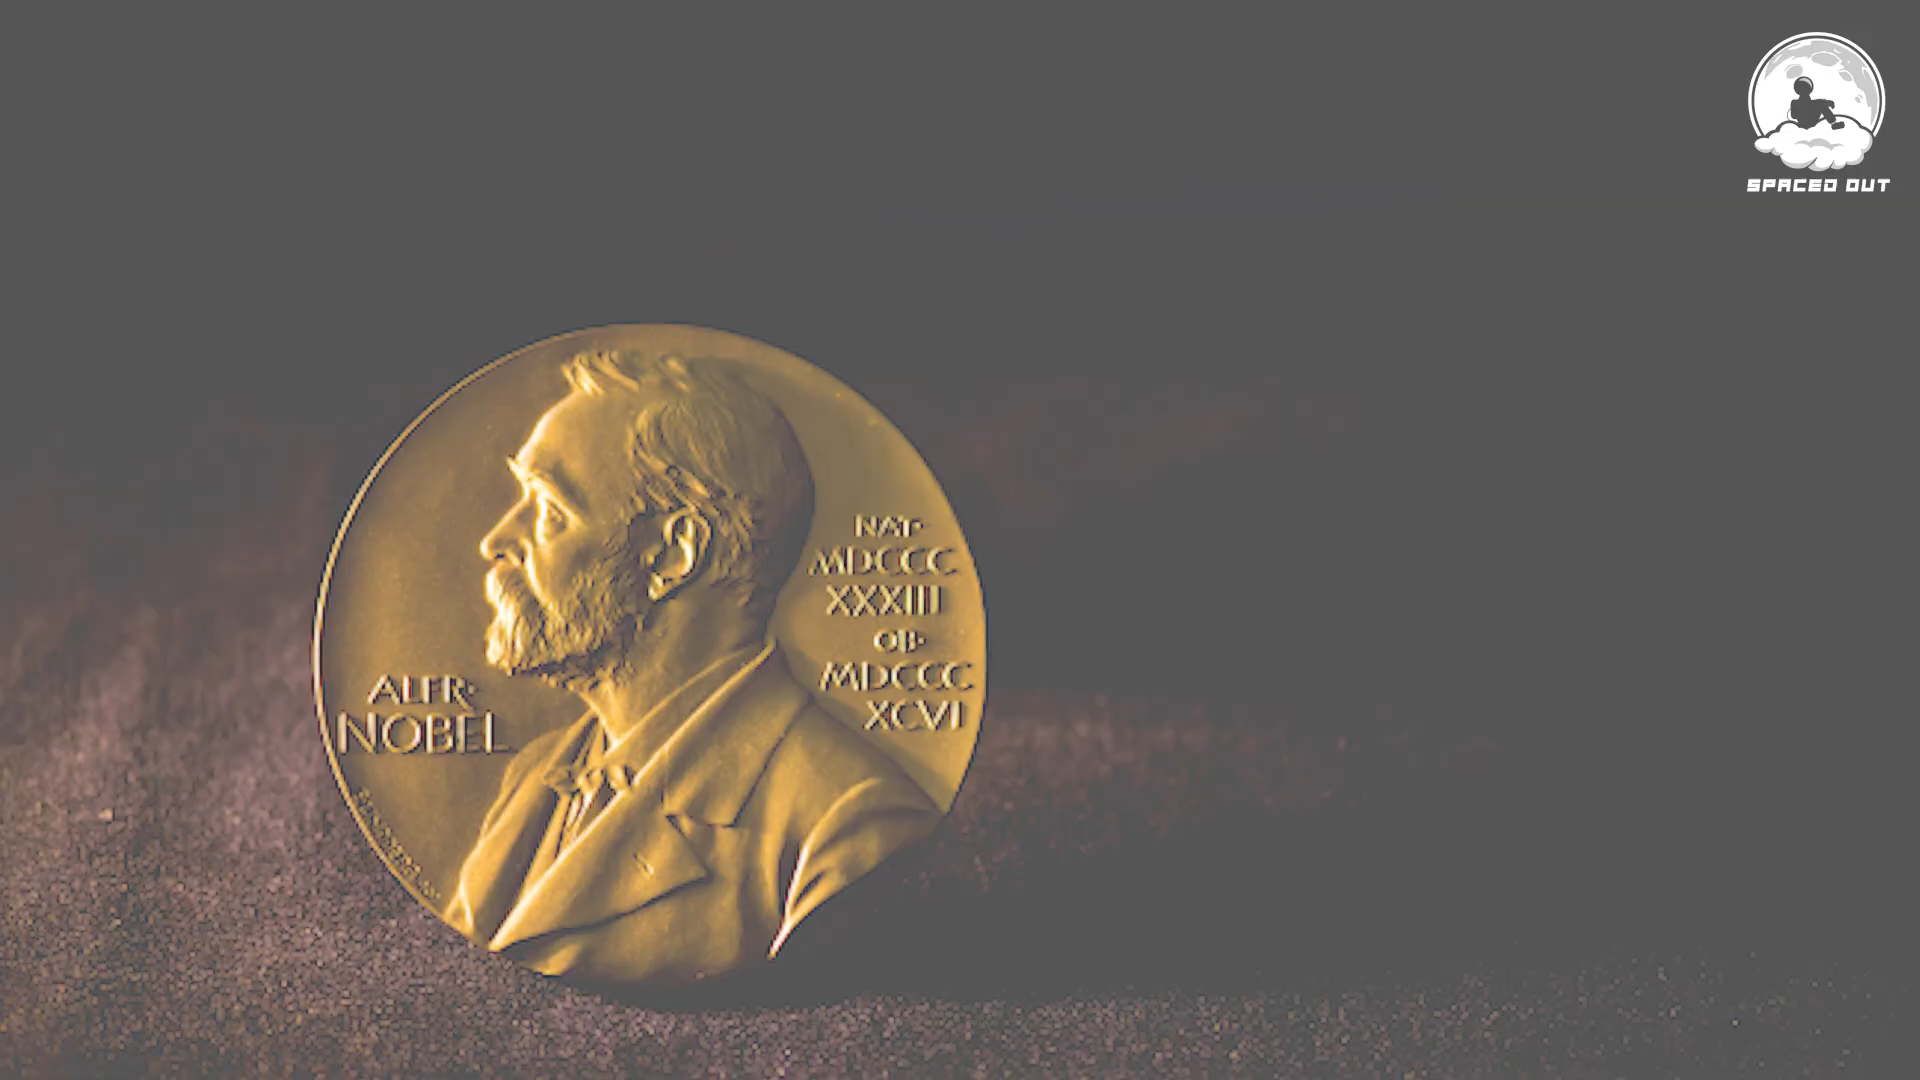 SPACED OUT
ALFR·
NOBEL
NAT·
MDCCC
XXXIII
OB·
MDCCC
XCVI